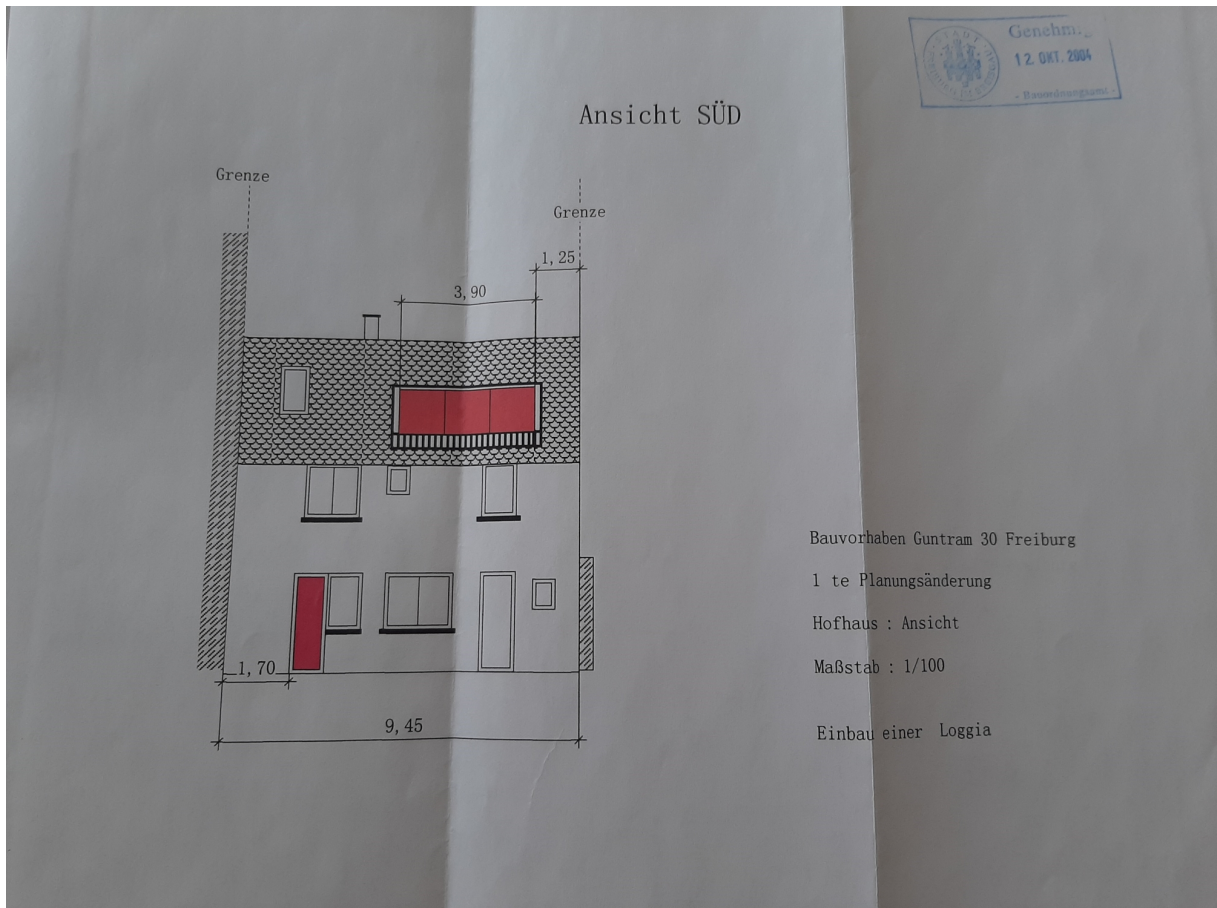 12. OKT. 2004
- Bauordnungsamt -
Ansicht SÜD
Grenze
Grenze
1,25
3,90
1,70
9,45
Bauvorhaben Guntram 30 Freiburg
1 te Planungsänderung
Hofhaus : Ansicht
Maßstab : 1/100
Einbau einer Loggia